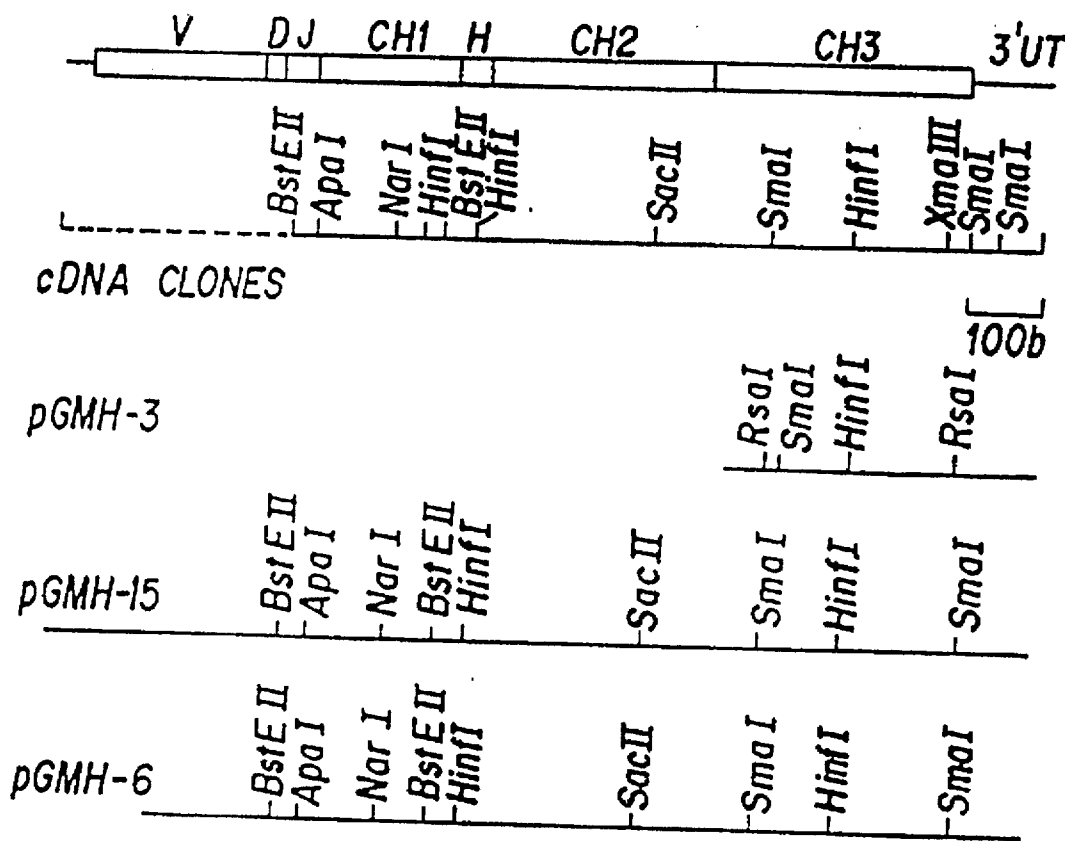 V D J CH1 H CH2 CH3 3'UT
BstEII ApaI NarI HinfI BstEII HinfI SacII SmaI HinfI XmaIII SmaI SmaI
cDNA CLONES
100b
pGMH-3
RsaI SmaI HinfI RsaI
pGMH-15
BstEII ApaI NarI BstEII HinfI SacII SmaI HinfI SmaI
pGMH-6
BstEII ApaI NarI BstEII HinfI SacII SmaI HinfI SmaI